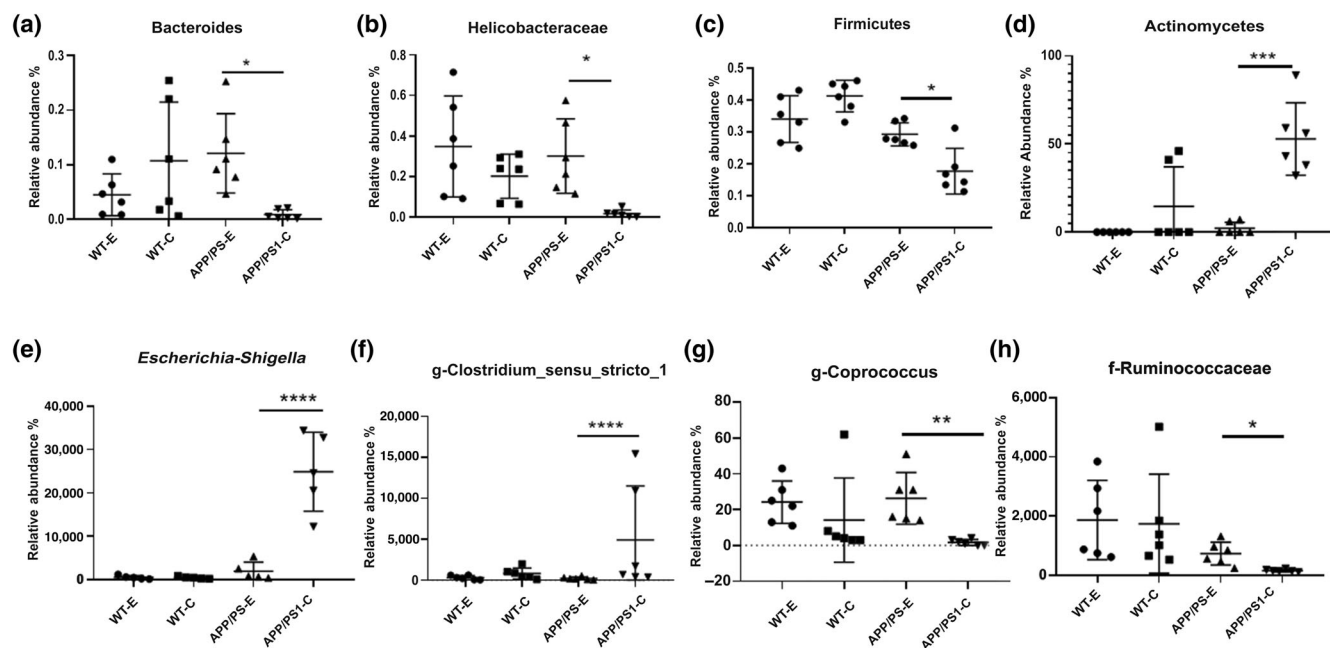 (a)
Bacteroides
*
Relative abundance %
0.3
0.2
0.1
0.0
WT-E
WT-C
APP/PS-E
APP/PS1-C
(b)
Helicobacteraceae
*
Relative abundance %
0.8
0.6
0.4
0.2
0.0
WT-E
WT-C
APP/PS-E
APP/PS1-C
(c)
Firmicutes
*
Relative abundance %
0.5
0.4
0.3
0.2
0.1
0.0
WT-E
WT-C
APP/PS-E
APP/PS1-C
(d)
Actinomycetes
***
Relative Abundance %
100
50
0
WT-E
WT-C
APP/PS-E
APP/PS1-C
(e)
Escherichia-Shigella
****
Relative abundance %
40,000
30,000
20,000
10,000
0
WT-E
WT-C
APP/PS-E
APP/PS1-C
(f)
g-Clostridium_sensu_stricto_1
****
Relative abundance %
20,000
15,000
10,000
5,000
0
WT-E
WT-C
APP/PS-E
APP/PS1-C
(g)
g-Coprococcus
**
Relative abundance %
80
60
40
20
0
−20
WT-E
WT-C
APP/PS-E
APP/PS1-C
(h)
f-Ruminococcaceae
*
Relative abundance %
6,000
4,000
2,000
0
WT-E
WT-C
APP/PS-E
APP/PS1-C